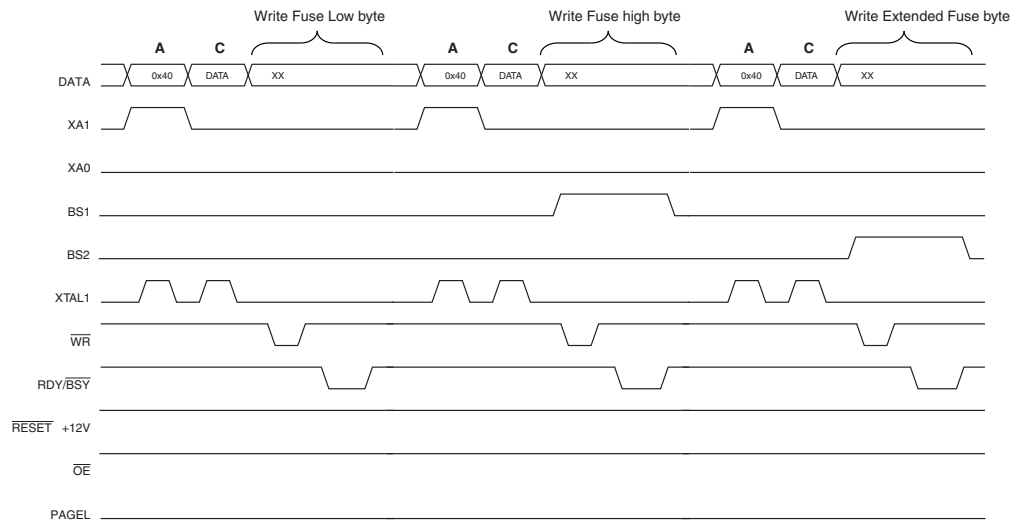 Write Fuse Low byte Write Fuse high byte Write Extended Fuse byte
A C A C A C
DATA 0x40 DATA XX 0x40 DATA XX 0x40 DATA XX
XA1
XA0
BS1
BS2
XTAL1
WR
RDY/BSY
RESET +12V
OE
PAGEL